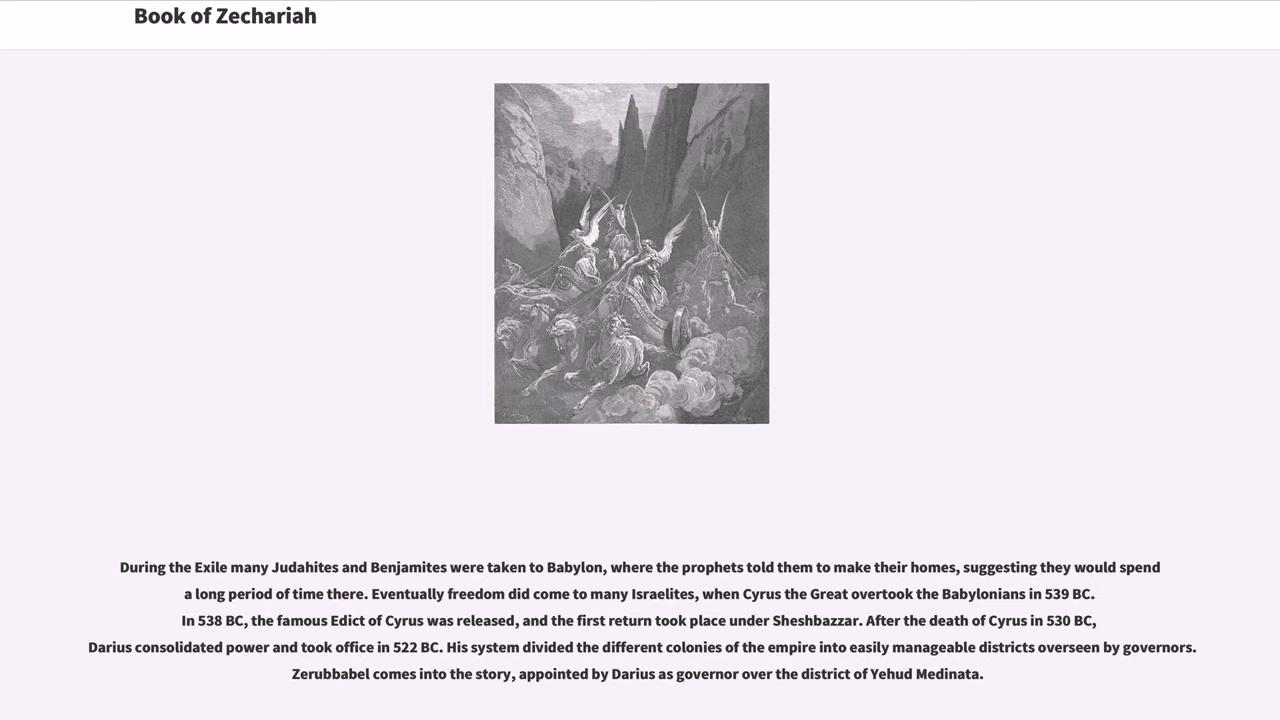 Book of Zechariah
During the Exile many Judahites and Benjamites were taken to Babylon, where the prophets told them to make their homes, suggesting they would spend
a long period of time there. Eventually freedom did come to many Israelites, when Cyrus the Great overtook the Babylonians in 539 BC.
In 538 BC, the famous Edict of Cyrus was released, and the first return took place under Sheshbazzar. After the death of Cyrus in 530 BC,
Darius consolidated power and took office in 522 BC. His system divided the different colonies of the empire into easily manageable districts overseen by governors.
Zerubbabel comes into the story, appointed by Darius as governor over the district of Yehud Medinata.